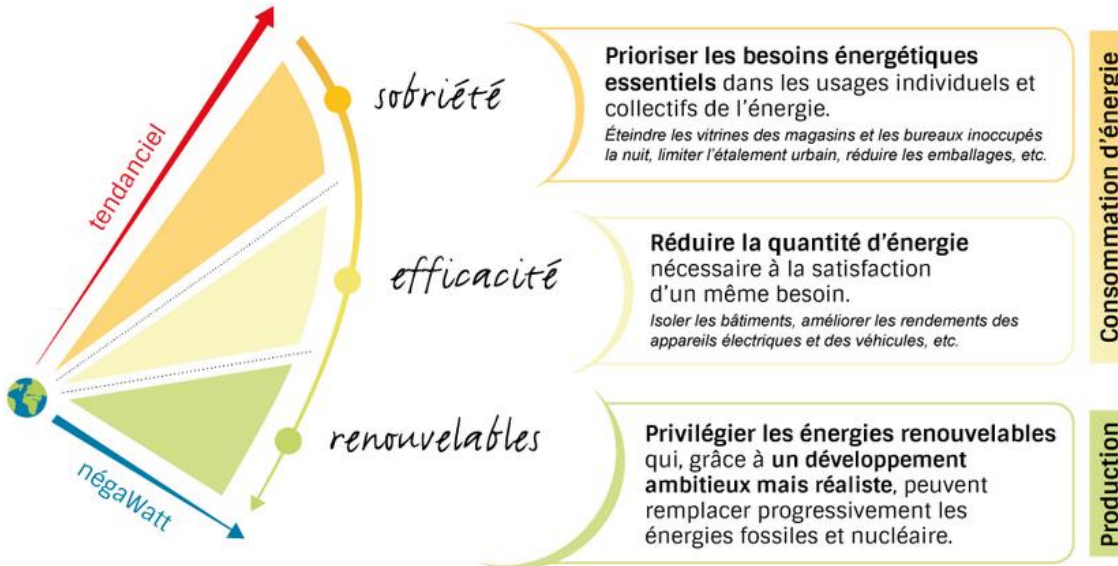 tendanciel
négaWatt
sobriété
Prioriser les besoins énergétiques
essentiels dans les usages individuels et
collectifs de l'énergie.
Éteindre les vitrines des magasins et les bureaux inoccupés
la nuit, limiter l'étalement urbain, réduire les emballages, etc.
efficacité
Réduire la quantité d'énergie
nécessaire à la satisfaction
d'un même besoin.
Isoler les bâtiments, améliorer les rendements des
appareils électriques et des véhicules, etc.
Consommation d'énergie
renouvelables
Privilégier les énergies renouvelables
qui, grâce à un développement
ambitieux mais réaliste, peuvent
remplacer progressivement les
énergies fossiles et nucléaire.
Production